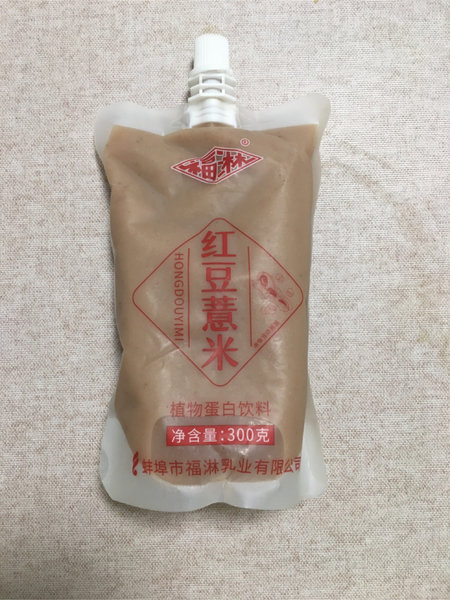 福淋
®
红豆薏米
HONGDOUYIMI
植物蛋白饮料
净含量:300克
蚌埠市福淋乳业有限公司